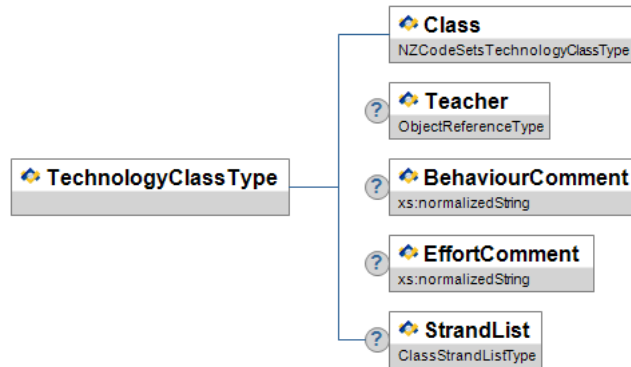 Class
NZCodeSetsTechnologyClassType
?
Teacher
ObjectReferenceType
TechnologyClassType
?
BehaviourComment
xs:normalizedString
?
EffortComment
xs:normalizedString
?
StrandList
ClassStrandListType